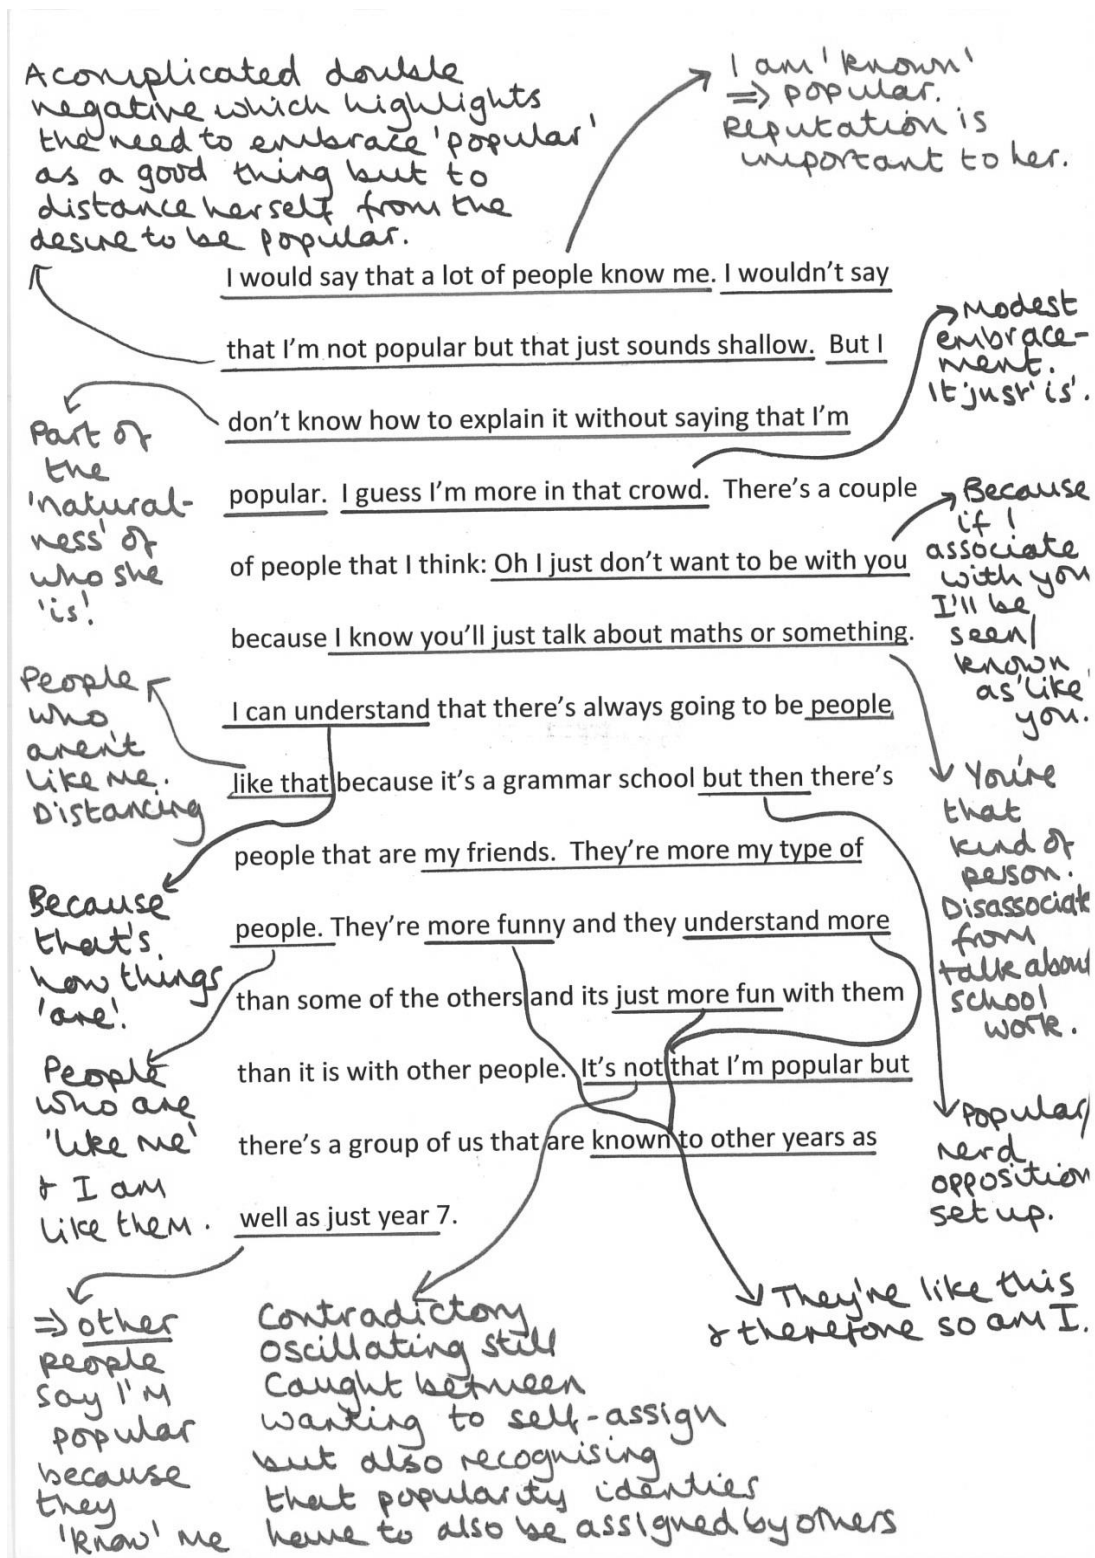 A complicated double
negative which highlights
the need to embrace 'popular'
as a good thing but to
distance herself from the
desire to be popular.
I am 'known'
⇒ popular.
Reputation is
important to her.
I would say that a lot of people know me. I wouldn't say
that I'm not popular but that just sounds shallow. But I
don't know how to explain it without saying that I'm
popular. I guess I'm more in that crowd. There's a couple
of people that I think: Oh I just don't want to be with you
because I know you'll just talk about maths or something.
I can understand that there's always going to be people
like that because it's a grammar school but then there's
people that are my friends. They're more my type of
people. They're more funny and they understand more
than some of the others and its just more fun with them
than it is with other people. It's not that I'm popular but
there's a group of us that are known to other years as
well as just year 7.
Part of
the
'natural-
ness' of
who she
'is'.
People
who
aren't
like me.
Distancing
Because
that's
how things
'are'.
People
who are
'like me'
& I am
like them.
⇒ other
people
say I'm
popular
because
they
'know' me
Modest
embrace-
ment.
It 'just' is'.
Because
if I
associate
with you
I'll be
seen/
known
as 'like'
you.
You're
that
kind of
person.
Disassociate
from
talk about
school
work.
Popular/
nerd
opposition
set up.
They're like this
& therefore so am I.
Contradictory
oscillating still
Caught between
wanting to self-assign
but also recognising
that popularity identies
have to also be assigned by others